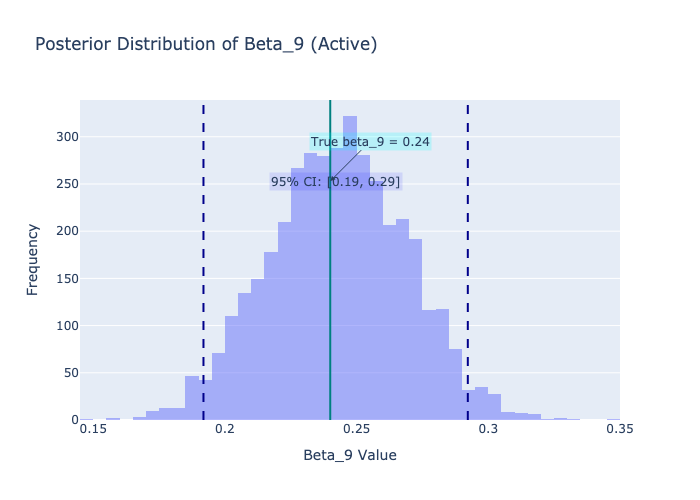 Posterior Distribution of Beta_9 (Active)
300
250
200
150
100
50
0
Frequency
True beta_9 = 0.24
95% CI: [0.19, 0.29]
0.15
0.2
0.25
0.3
0.35
Beta_9 Value